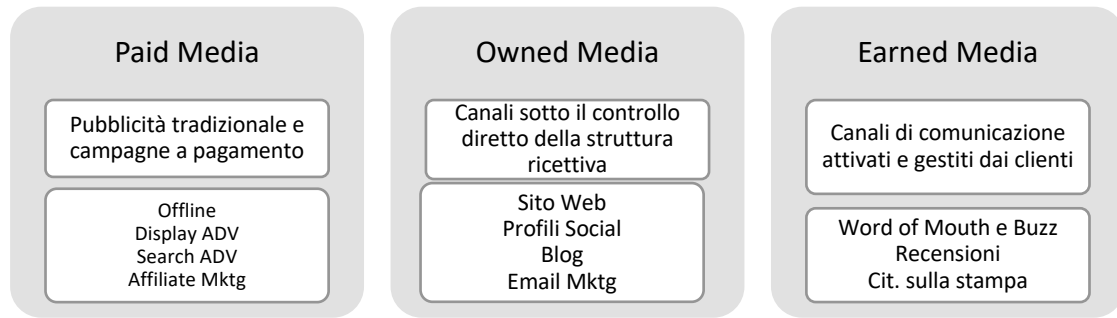 Paid Media
Pubblicità tradizionale e
campagne a pagamento
Offline
Display ADV
Search ADV
Affiliate Mktg
Owned Media
Canali sotto il controllo
diretto della struttura
ricettiva
Sito Web
Profili Social
Blog
Email Mktg
Earned Media
Canali di comunicazione
attivati e gestiti dai clienti
Word of Mouth e Buzz
Recensioni
Cit. sulla stampa